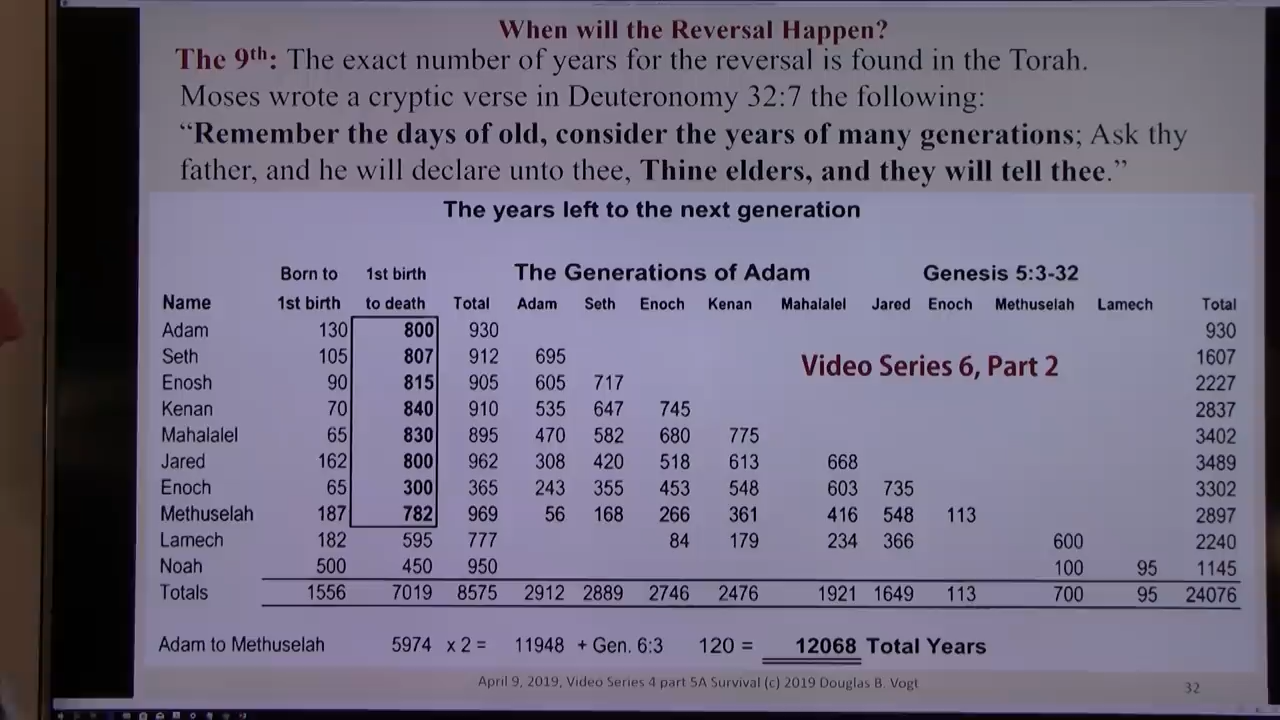 When will the Reversal Happen?
The 9th: The exact number of years for the reversal is found in the Torah.
Moses wrote a cryptic verse in Deuteronomy 32:7 the following:
“Remember the days of old, consider the years of many generations; Ask thy
father, and he will declare unto thee, Thine elders, and they will tell thee.”
The years left to the next generation
Born to 1st birth The Generations of Adam Genesis 5:3-32
Name 1st birth to death Total Adam Seth Enoch Kenan Mahalalel Jared Enoch Methuselah Lamech Total
Adam 130 800 930 930
Seth 105 807 912 695 1607
Video Series 6, Part 2
Enosh 90 815 905 605 717 2227
Kenan 70 840 910 535 647 745 2837
Mahalalel 65 830 895 470 582 680 775 3402
Jared 162 800 962 308 420 518 613 668 3489
Enoch 65 300 365 243 355 453 548 603 735 3302
Methuselah 187 782 969 56 168 266 361 416 548 113 2897
Lamech 182 595 777 84 179 234 366 600 2240
Noah 500 450 950 100 95 1145
Totals 1556 7019 8575 2912 2889 2746 2476 1921 1649 113 700 95 24076
Adam to Methuselah 5974 x 2 = 11948 + Gen. 6:3 120 = 12068 Total Years
April 9, 2019, Video Series 4 part 5A Survival (c) 2019 Douglas B. Vogt
32